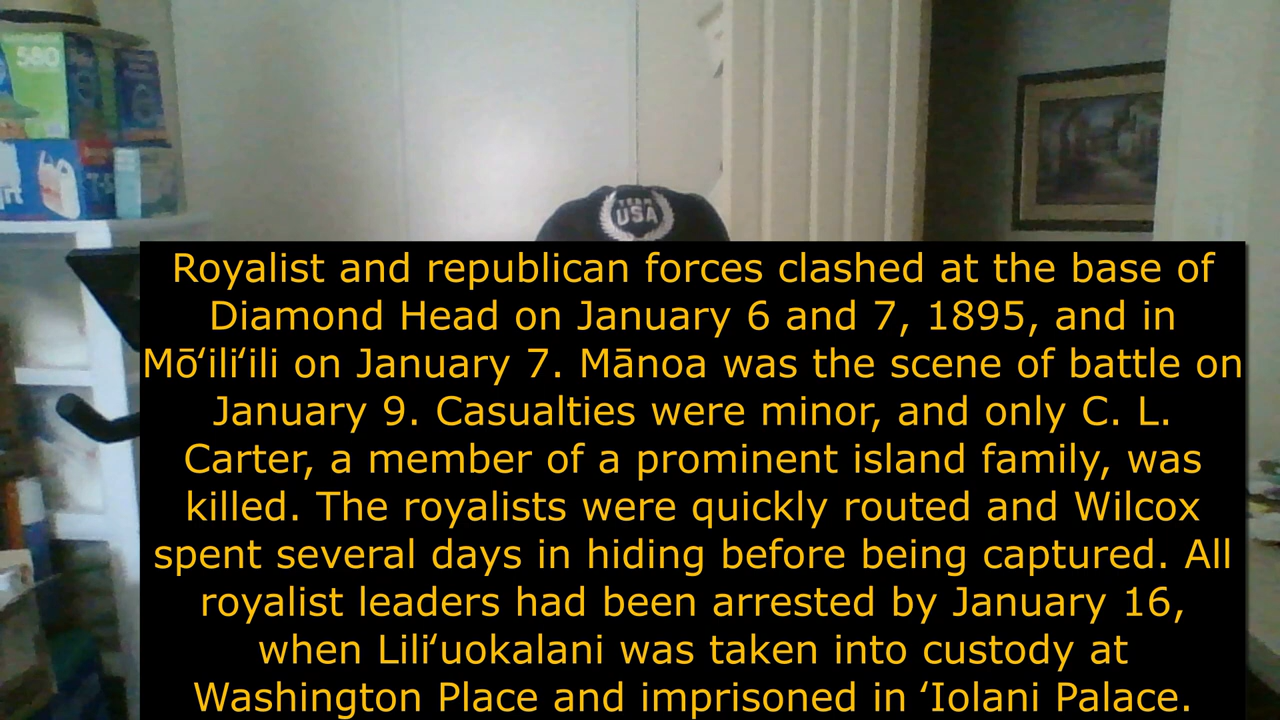 580
TEAM
USA
Royalist and republican forces clashed at the base of
Diamond Head on January 6 and 7, 1895, and in
Mōʻiliʻili on January 7. Mānoa was the scene of battle on
January 9. Casualties were minor, and only C. L.
Carter, a member of a prominent island family, was
killed. The royalists were quickly routed and Wilcox
spent several days in hiding before being captured. All
royalist leaders had been arrested by January 16,
when Liliʻuokalani was taken into custody at
Washington Place and imprisoned in ʻIolani Palace.